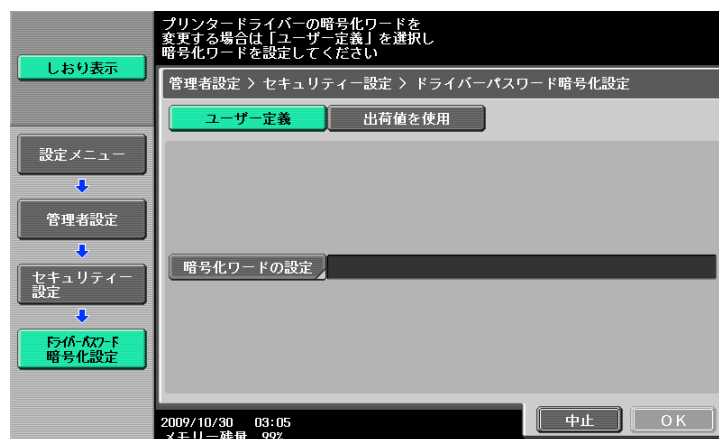 プリンタードライバーの暗号化ワードを
変更する場合は「ユーザー定義」を選択し
暗号化ワードを設定してください
しおり表示
管理者設定 > セキュリティー設定 > ドライバーパスワード暗号化設定
ユーザー定義
出荷値を使用
設定メニュー
管理者設定
セキュリティー
設定
ドライバーパスワード
暗号化設定
暗号化ワードの設定
2009/10/30 03:05
メモリー残量 99%
中止
OK